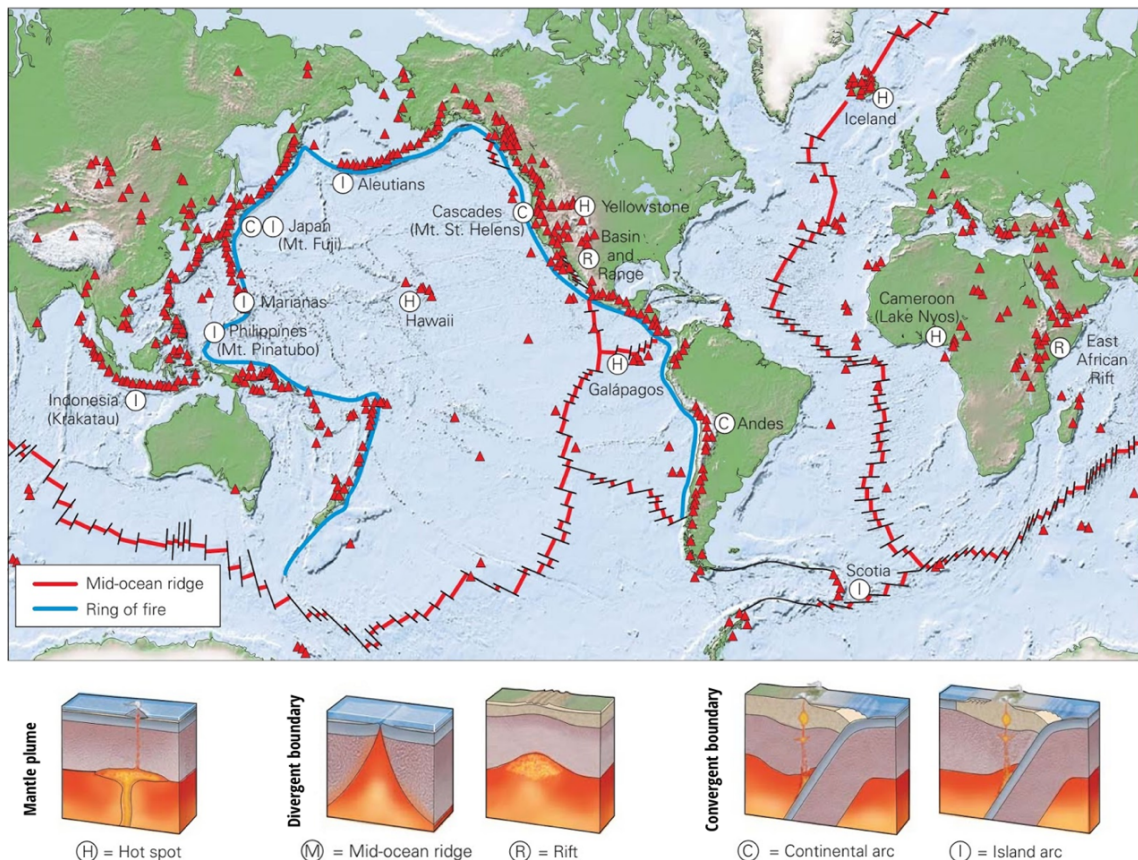 H
Iceland
I
Aleutians
C I Japan
(Mt. Fuji)
Cascades
(Mt. St. Helens)
C
H
Yellowstone
Basin
and
Range
R
I
Marianas
H
Hawaii
I
Philippines
(Mt. Pinatubo)
Cameroon
(Lake Nyos)
H
R
East
African
Rift
H
Galápagos
Indonesia
(Krakatau)
I
C
Andes
Scotia
I
Mid-ocean ridge
Ring of fire
Mantle plume
H = Hot spot
Divergent boundary
M = Mid-ocean ridge
R = Rift
Convergent boundary
C = Continental arc
I = Island arc